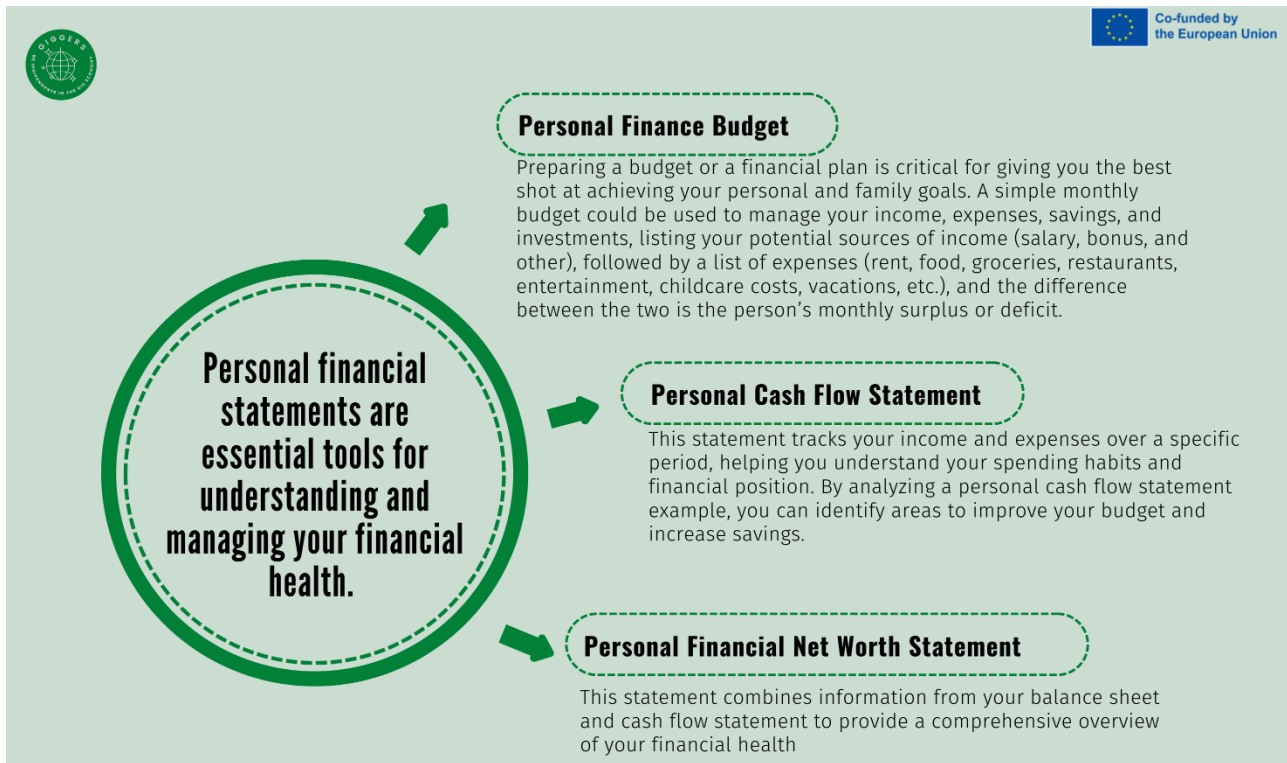 GIGGERS
BE INDEPENDENTS IN THE GIG ECONOMY
Co-funded by
the European Union
Personal Finance Budget
Preparing a budget or a financial plan is critical for giving you the best
shot at achieving your personal and family goals. A simple monthly
budget could be used to manage your income, expenses, savings, and
investments, listing your potential sources of income (salary, bonus, and
other), followed by a list of expenses (rent, food, groceries, restaurants,
entertainment, childcare costs, vacations, etc.), and the difference
between the two is the person’s monthly surplus or deficit.
Personal financial
statements are
essential tools for
understanding and
managing your financial
health.
Personal Cash Flow Statement
This statement tracks your income and expenses over a specific
period, helping you understand your spending habits and
financial position. By analyzing a personal cash flow statement
example, you can identify areas to improve your budget and
increase savings.
Personal Financial Net Worth Statement
This statement combines information from your balance sheet
and cash flow statement to provide a comprehensive overview
of your financial health